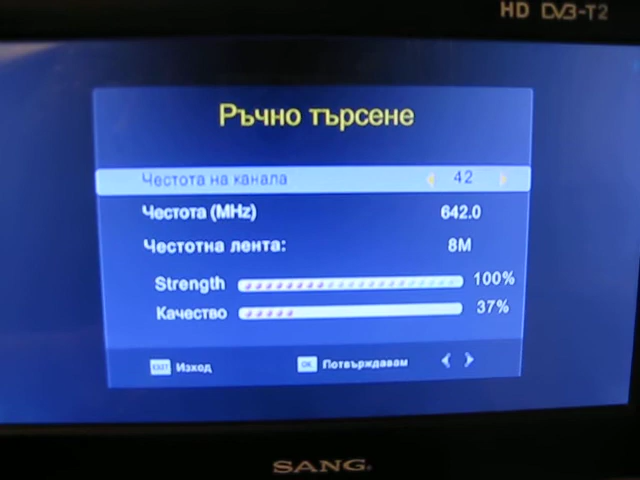 HD DVB-T2
Ръчно търсене
Честота на канала 42
Честота (MHz) 642.0
Честотна лента: 8M
Strength 100%
Качество 37%
EXIT Изход OK Потвърждавам
SANG.